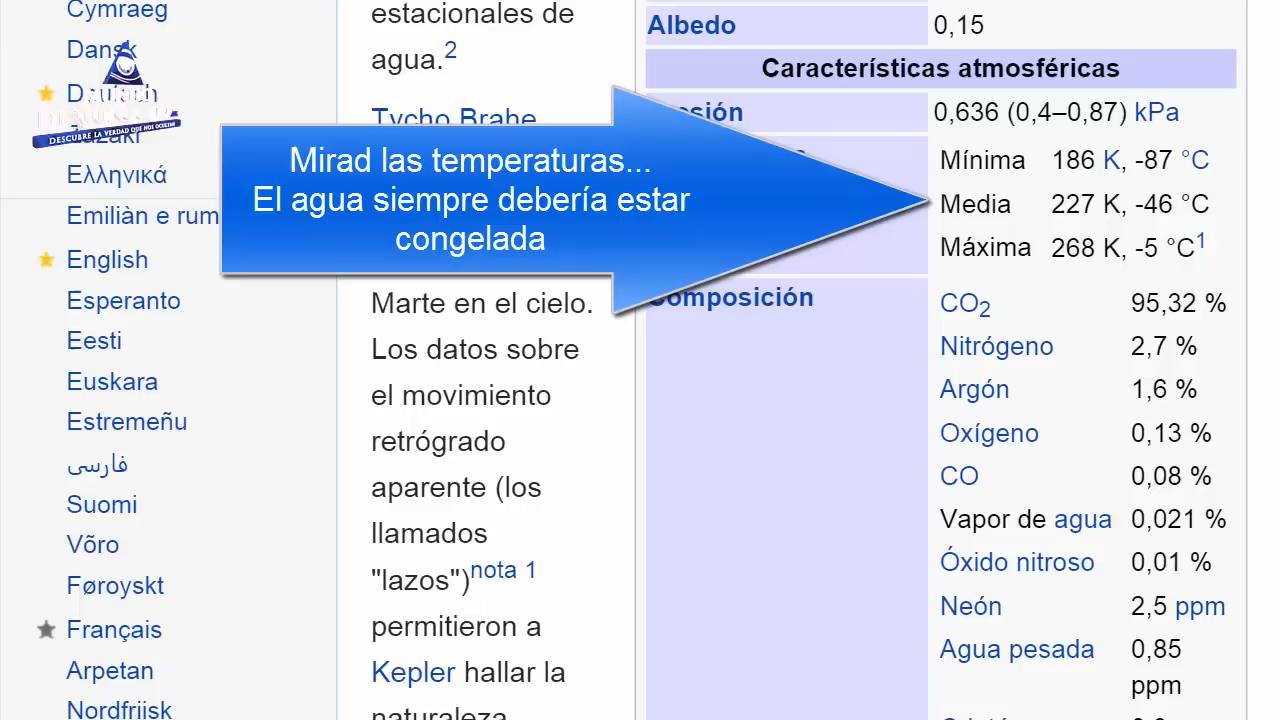 Cymraeg
Dansk
Deutsch
Zazaki
Ελληνικά
Emiliàn e rum
English
Esperanto
Eesti
Euskara
Estremeñu
فارسی
Suomi
Võro
Føroyskt
Français
Arpetan
Nordfriisk
DESCUBRE LA VERDAD QUE NOS OCULTAN
estacionales de
agua.2
Tycho Brahe
Mirad las temperaturas...
El agua siempre debería estar
congelada
Marte en el cielo.
Los datos sobre
el movimiento
retrógrado
aparente (los
llamados
"lazos")nota 1
permitieron a
Kepler hallar la
naturaleza
Albedo 0,15
Características atmosféricas
Presión 0,636 (0,4–0,87) kPa
Mínima 186 K, -87 °C
Media 227 K, -46 °C
Máxima 268 K, -5 °C1
Composición
CO2 95,32 %
Nitrógeno 2,7 %
Argón 1,6 %
Oxígeno 0,13 %
CO 0,08 %
Vapor de agua 0,021 %
Óxido nitroso 0,01 %
Neón 2,5 ppm
Agua pesada 0,85
ppm